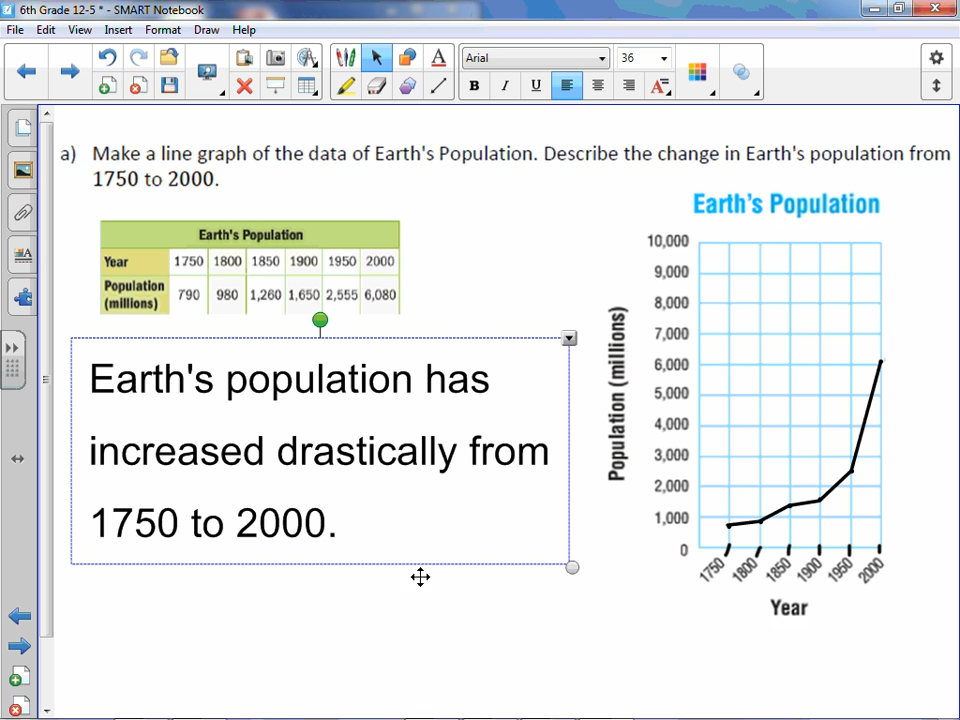 6th Grade 12-5 * - SMART Notebook
File Edit View Insert Format Draw Help
Arial 36
B I U
a) Make a line graph of the data of Earth's Population. Describe the change in Earth's population from
1750 to 2000.
Earth's Population
Year 1750 1800 1850 1900 1950 2000
Population
(millions) 790 980 1,260 1,650 2,555 6,080
Earth's population has
increased drastically from
1750 to 2000.
Earth's Population
Population (millions)
10,000
9,000
8,000
7,000
6,000
5,000
4,000
3,000
2,000
1,000
0
1750 1800 1850 1900 1950 2000
Year